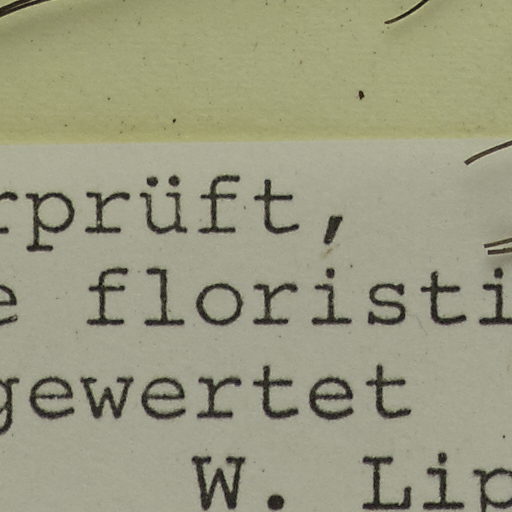 rprüft,
e floristi
gewertet
W. Lip